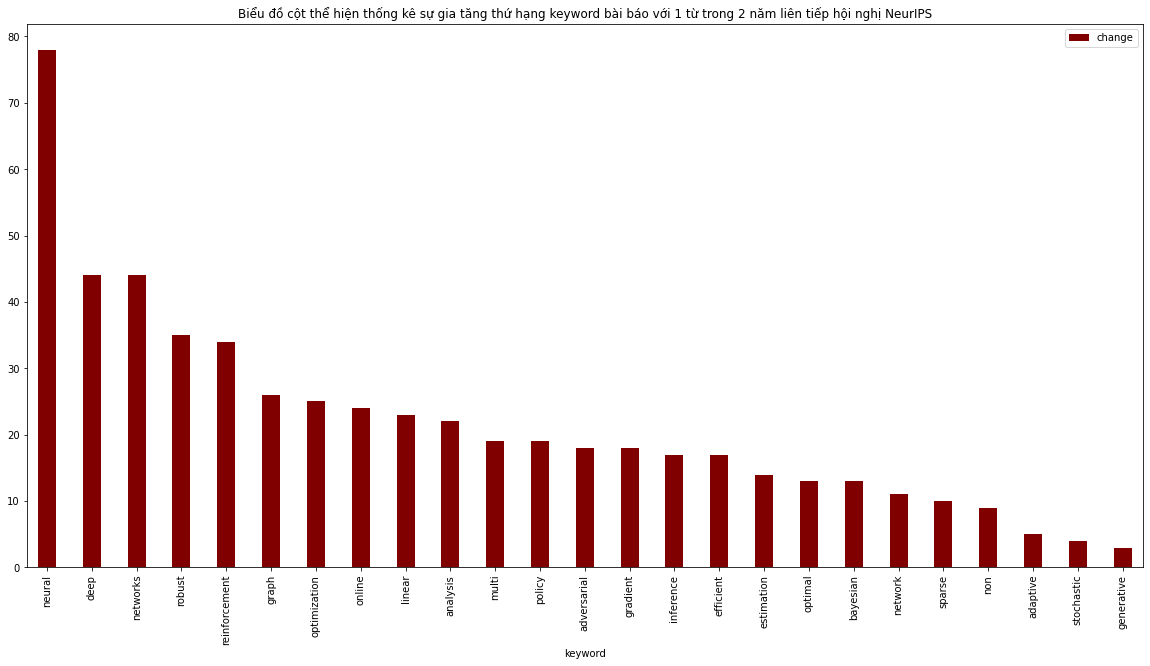 Biểu đồ cột thể hiện thống kê sự gia tăng thứ hạng keyword bài báo với 1 từ trong 2 năm liên tiếp hội nghị NeurIPS
change
80
70
60
50
40
30
20
10
0
neural
deep
networks
robust
reinforcement
graph
optimization
online
linear
analysis
multi
policy
adversarial
gradient
inference
efficient
estimation
optimal
bayesian
network
sparse
non
adaptive
stochastic
generative
keyword